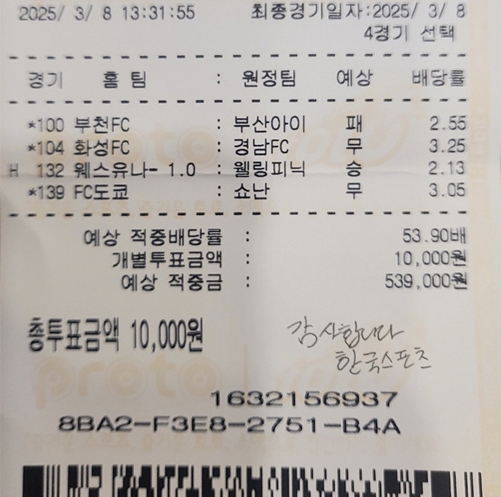 2025/ 3/ 8 13:31:55 최종경기일자:2025/ 3/ 8
4경기 선택
경기 홈 팀 : 원정팀 예상 배당률
*100 부천FC : 부산아이 패 2.55
*104 화성FC : 경남FC 무 3.25
H 132 웨스유나- 1.0 : 웰링피닉 승 2.13
*139 FC도쿄 : 쇼난 무 3.05
예상 적중배당률 : 53.90배
개별투표금액 : 10,000원
예상 적중금 : 539,000원
총투표금액 10,000원
감사합니다
한국스포츠
proto
1632156937
8BA2-F3E8-2751-B4A